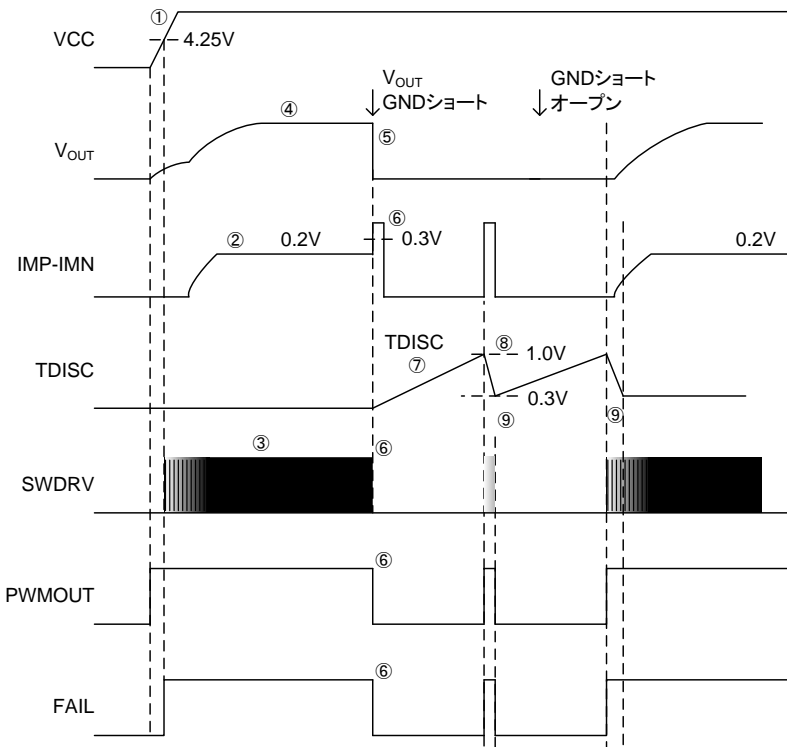 ①
VCC
4.25V
VOUT
GNDショート
GNDショート
オープン
④
⑤
VOUT
⑥
②
0.2V
0.3V
0.2V
IMP-IMN
TDISC
⑧
1.0V
⑦
TDISC
0.3V
⑨
⑨
③
⑥
SWDRV
⑥
PWMOUT
⑥
FAIL